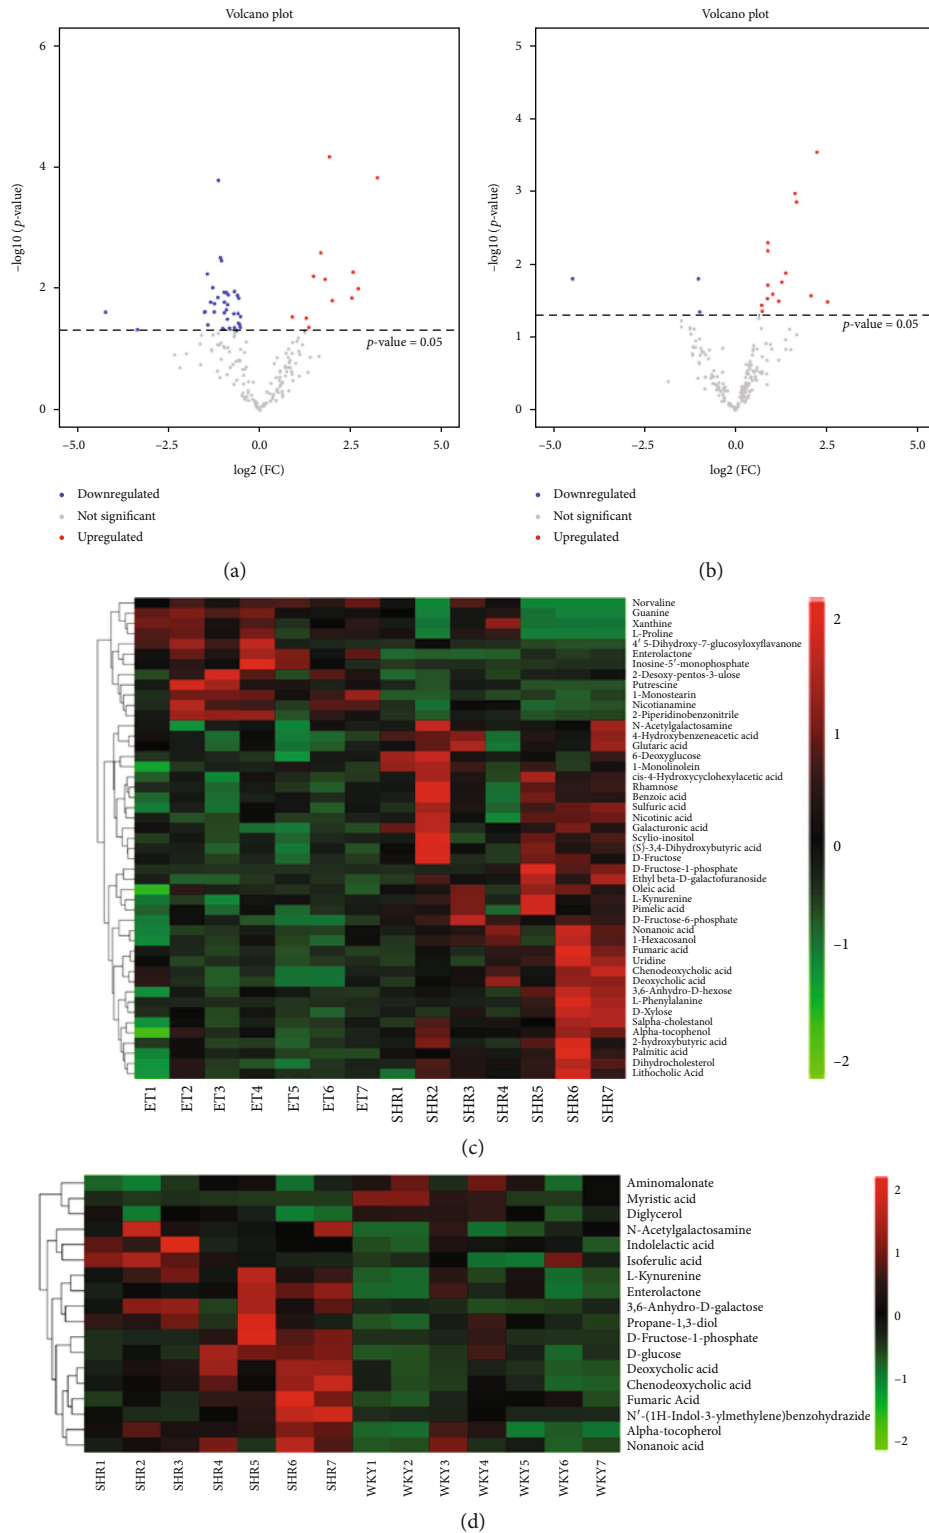 Volcano plot
6
4
2
0
−log10 (p-value)
p-value = 0.05
−5.0
−2.5
0.0
2.5
5.0
log2 (FC)
Downregulated
Not significant
Upregulated
(a)
Volcano plot
5
4
3
2
1
0
−log10 (p-value)
p-value = 0.05
−5.0
−2.5
0.0
2.5
5.0
log2 (FC)
Downregulated
Not significant
Upregulated
(b)
Norvaline
Guanine
Xanthine
L-Proline
4′ 5-Dihydroxy-7-glucosyloxyflavanone
Enterolactone
Inosine-5′-monophosphate
2-Desoxy-pentos-3-ulose
Putrescine
1-Monostearin
Nicotianamine
2-Piperidinobenzonitrile
N-Acetylgalactosamine
4-Hydroxybenzeneacetic acid
Glutaric acid
6-Deoxyglucose
1-Monolinolein
cis-4-Hydroxycyclohexylacetic acid
Rhamnose
Benzoic acid
Sulfuric acid
Nicotinic acid
Galacturonic acid
Scylio-inositol
(S)-3,4-Dihydroxybutyric acid
D-Fructose
D-Fructose-1-phosphate
Ethyl beta-D-galactofuranoside
Oleic acid
L-Kynurenine
Pimelic acid
D-Fructose-6-phosphate
Nonanoic acid
1-Hexacosanol
Fumaric acid
Uridine
Chenodeoxycholic acid
Deoxycholic acid
3,6-Anhydro-D-hexose
L-Phenylalanine
D-Xylose
Salpha-cholestanol
Alpha-tocophenol
2-hydroxybutyric acid
Palmitic acid
Dihydrocholesterol
Lithocholic Acid
2
1
0
−1
−2
ET1
ET2
ET3
ET4
ET5
ET6
ET7
SHR1
SHR2
SHR3
SHR4
SHR5
SHR6
SHR7
(c)
Aminomalonate
Myristic acid
Diglycerol
N-Acetylgalactosamine
Indolelactic acid
Isoferulic acid
L-Kynurenine
Enterolactone
3,6-Anhydro-D-galactose
Propane-1,3-diol
D-Fructose-1-phosphate
D-glucose
Deoxycholic acid
Chenodeoxycholic acid
Fumaric Acid
N′-(1H-Indol-3-ylmethylene)benzohydrazide
Alpha-tocopherol
Nonanoic acid
2
1
0
−1
−2
SHR1
SHR2
SHR3
SHR4
SHR5
SHR6
SHR7
WKY1
WKY2
WKY3
WKY4
WKY5
WKY6
WKY7
(d)